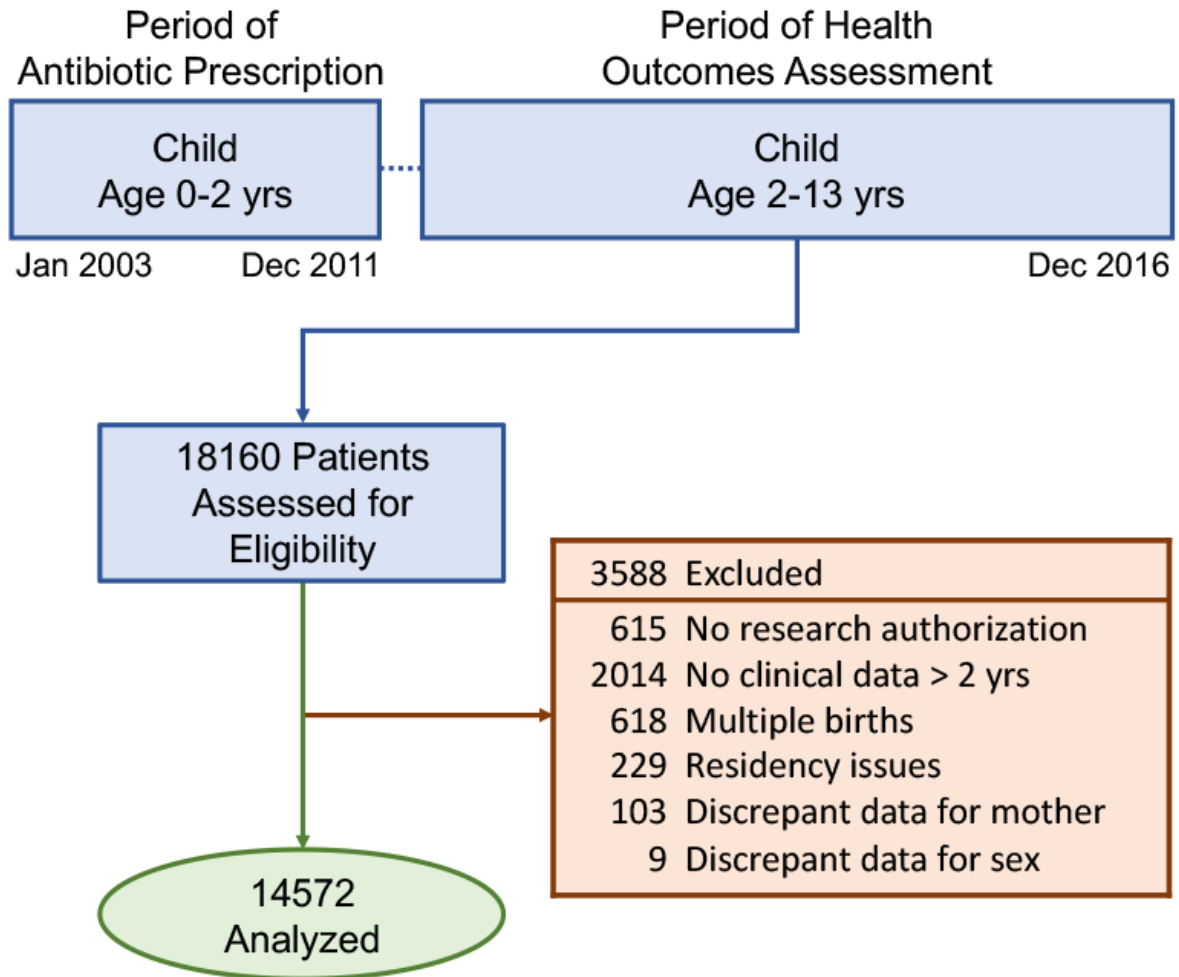 Period of
Antibiotic Prescription
Period of Health
Outcomes Assessment
Child
Age 0-2 yrs
Child
Age 2-13 yrs
Jan 2003 Dec 2011
Dec 2016
18160 Patients
Assessed for
Eligibility
3588 Excluded
615 No research authorization
2014 No clinical data > 2 yrs
618 Multiple births
229 Residency issues
103 Discrepant data for mother
9 Discrepant data for sex
14572
Analyzed